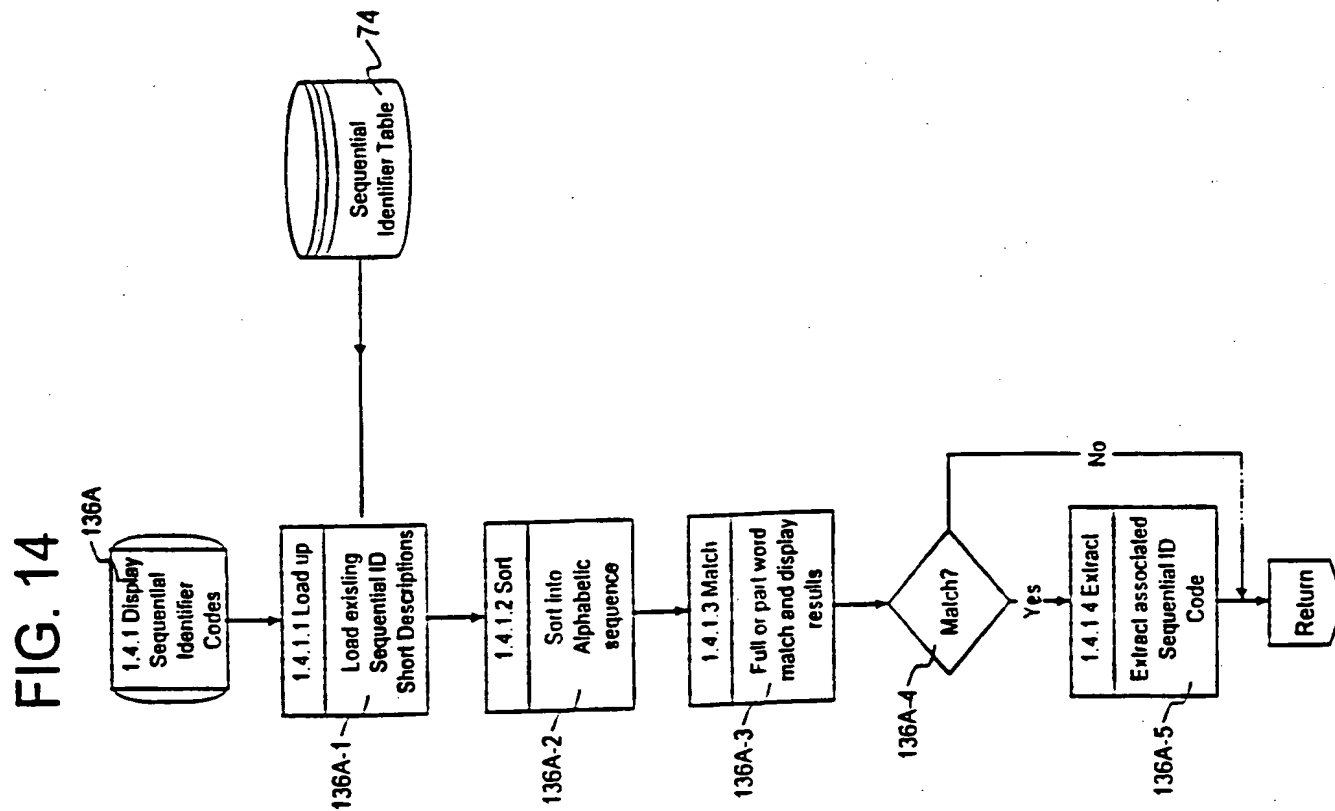 FIG. 14
136A
1.4.1 Display
Sequential
Identifier
Codes
1.4.1.1 Load up
Load existing
Sequential ID
Short Descriptions
136A-1
Sequential
Identifier Table
74
1.4.1.2 Sort
Sort Into
Alphabetic
sequence
136A-2
1.4.1.3 Match
Full or part word
match and display
results
136A-3
Match?
136A-4
No
Yes
1.4.1 4 Extract
Extract associated
Sequential ID
Code
136A-5
Return